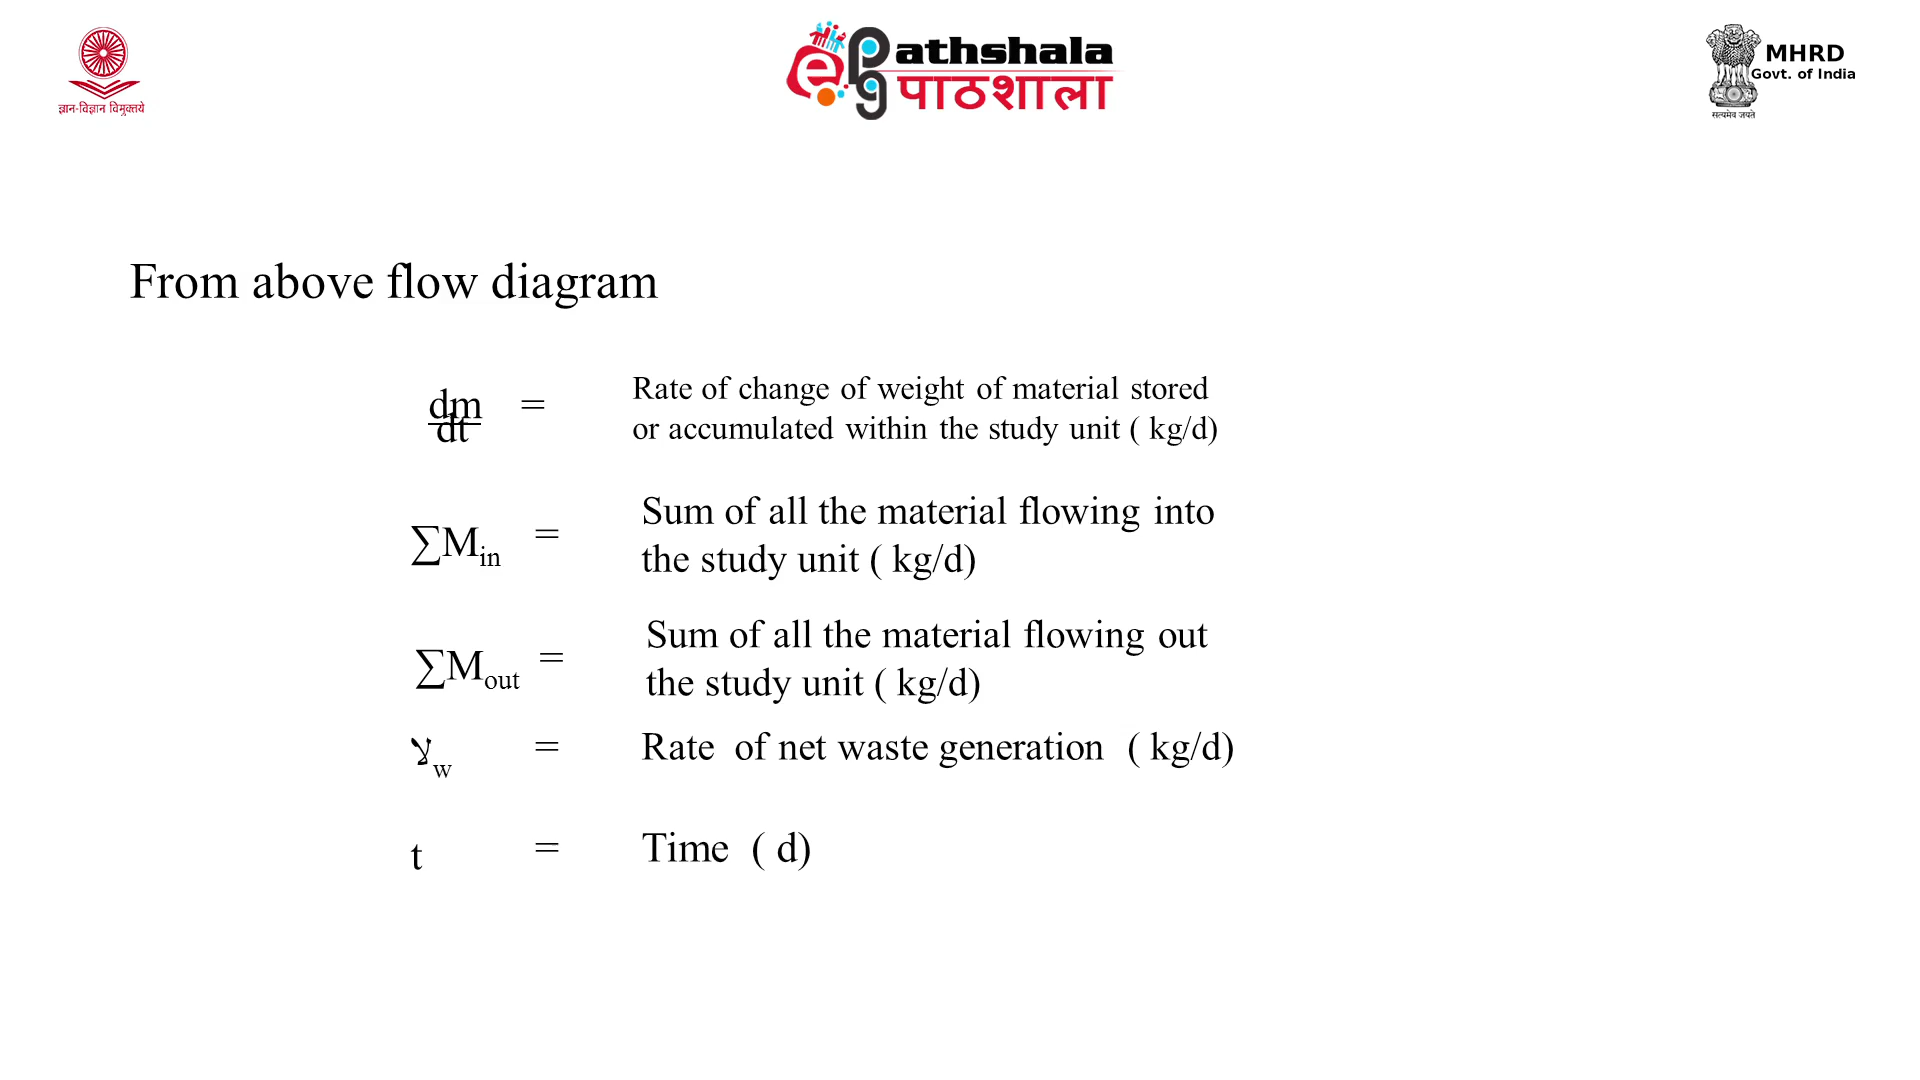 ज्ञान-विज्ञान विमुक्तये
Pathshala
पाठशाला
MHRD
Govt. of India
सत्यमेव जयते
From above flow diagram
dm/dt = Rate of change of weight of material stored
or accumulated within the study unit ( kg/d)
∑Min = Sum of all the material flowing into
the study unit ( kg/d)
∑Mout = Sum of all the material flowing out
the study unit ( kg/d)
ꝩw = Rate of net waste generation ( kg/d)
t = Time ( d)